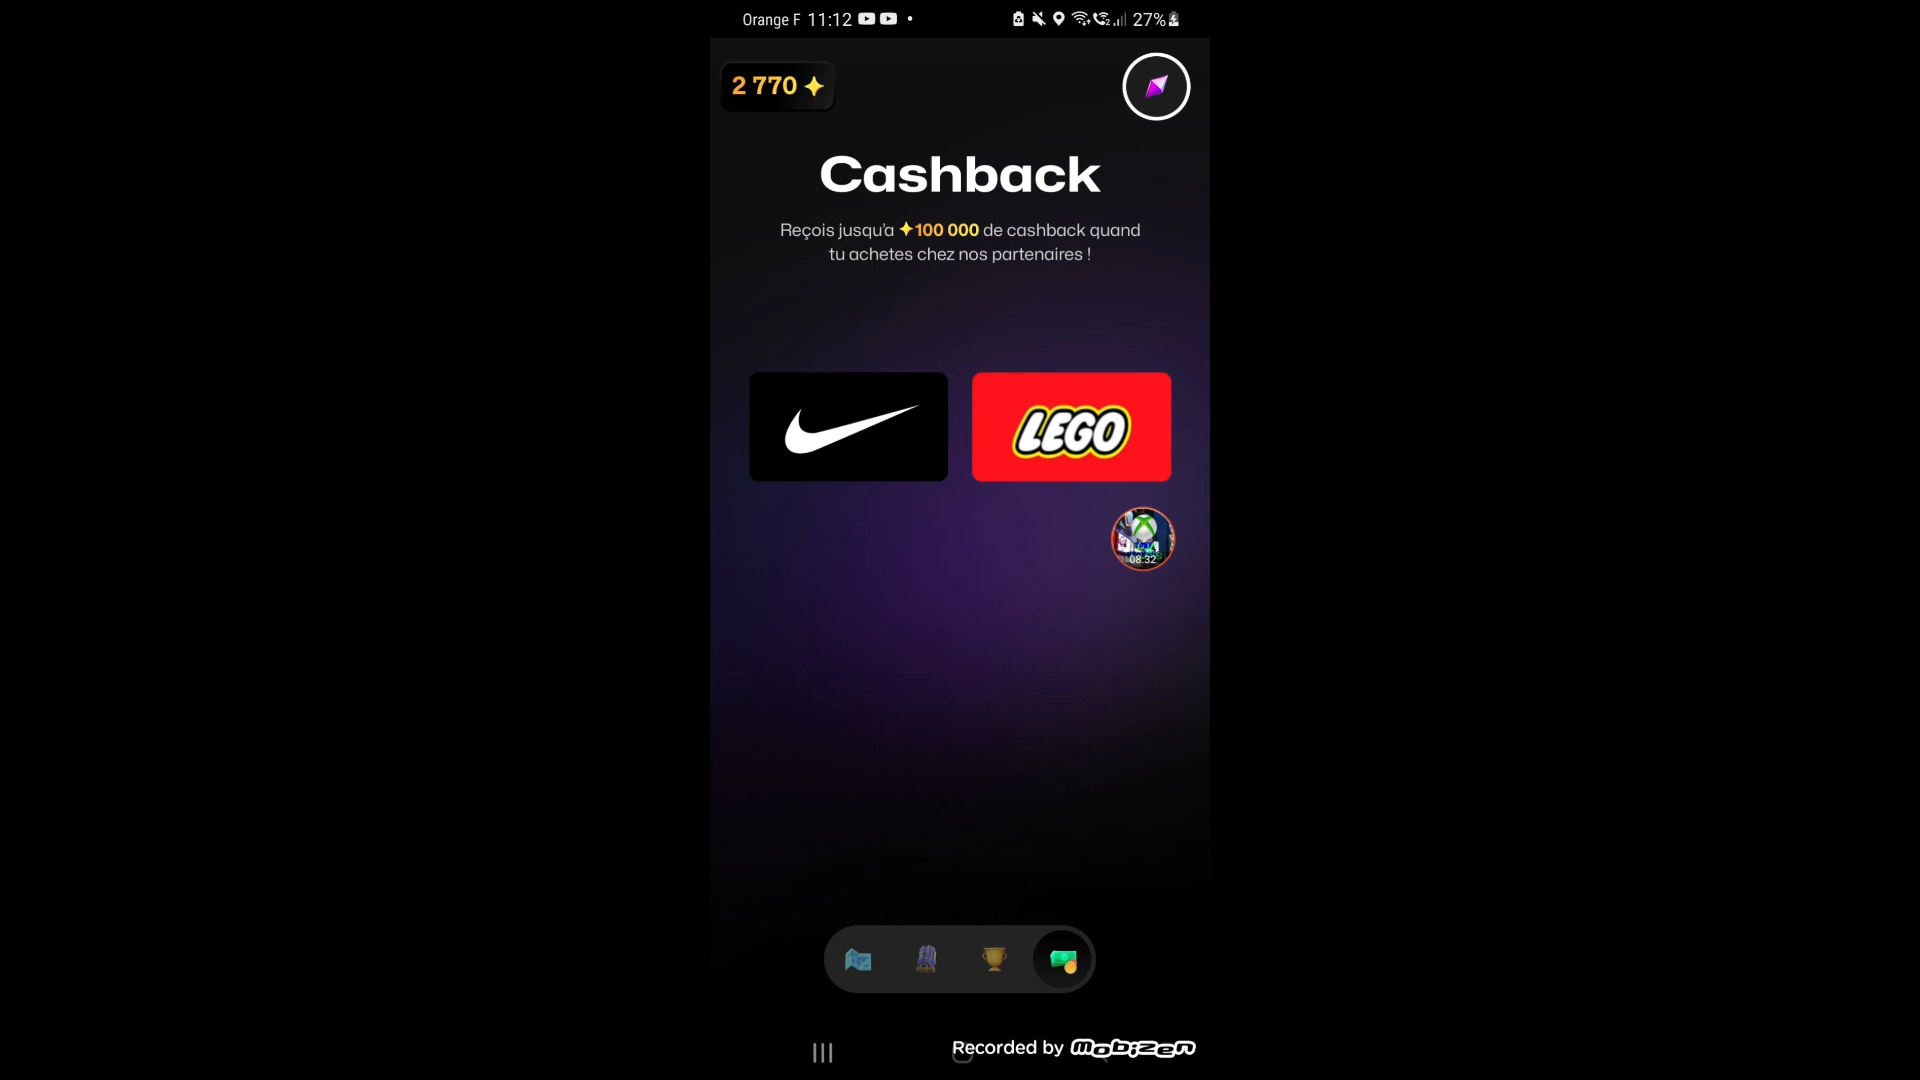 Orange F 11:12
27%
2 770
Cashback
Reçois jusqu'a 100 000 de cashback quand
tu achetes chez nos partenaires !
LEGO
08:32
Recorded by mobizen